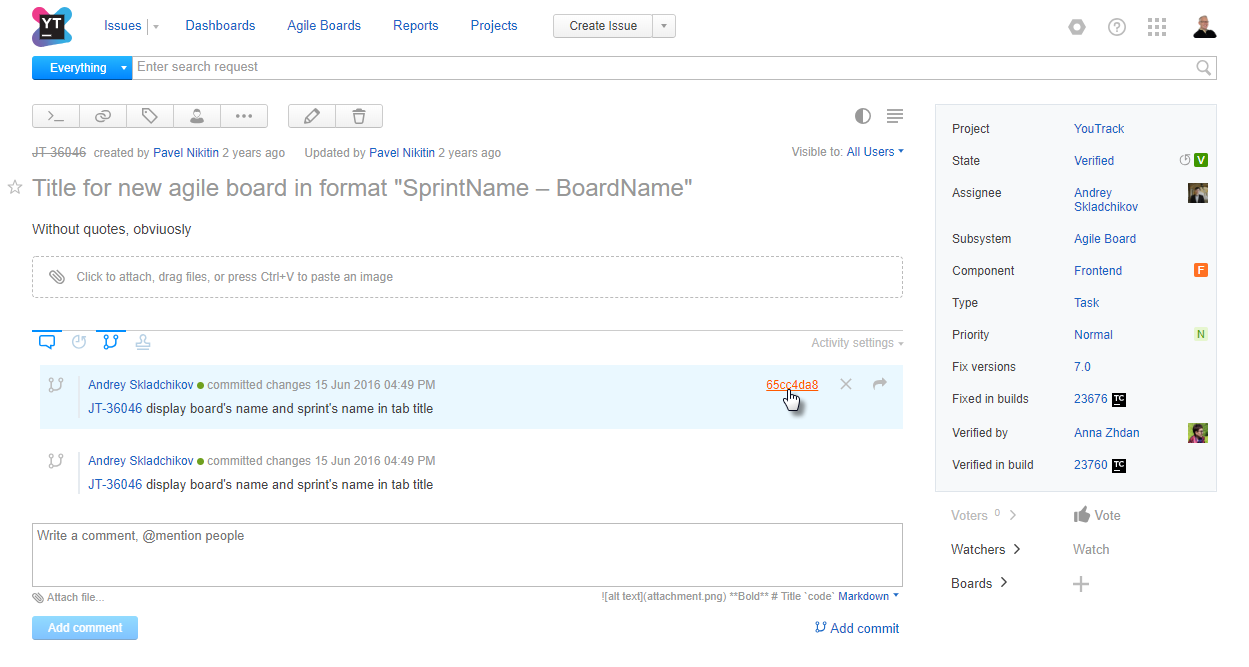 YT Issues Dashboards Agile Boards Reports Projects Create Issue
Everything Enter search request
JT-36046 created by Pavel Nikitin 2 years ago Updated by Pavel Nikitin 2 years ago Visible to: All Users
Title for new agile board in format "SprintName – BoardName"
Without quotes, obviuosly
Click to attach, drag files, or press Ctrl+V to paste an image
Activity settings
Andrey Skladchikov committed changes 15 Jun 2016 04:49 PM 65cc4da8
JT-36046 display board's name and sprint's name in tab title
Andrey Skladchikov committed changes 15 Jun 2016 04:49 PM
JT-36046 display board's name and sprint's name in tab title
Write a comment, @mention people
Attach file... ![alt text](attachment.png) **Bold** # Title `code` Markdown
Add comment Add commit
Project YouTrack
State Verified V
Assignee Andrey
Skladchikov
Subsystem Agile Board
Component Frontend F
Type Task
Priority Normal N
Fix versions 7.0
Fixed in builds 23676 TC
Verified by Anna Zhdan
Verified in build 23760 TC
Voters 0 Vote
Watchers Watch
Boards